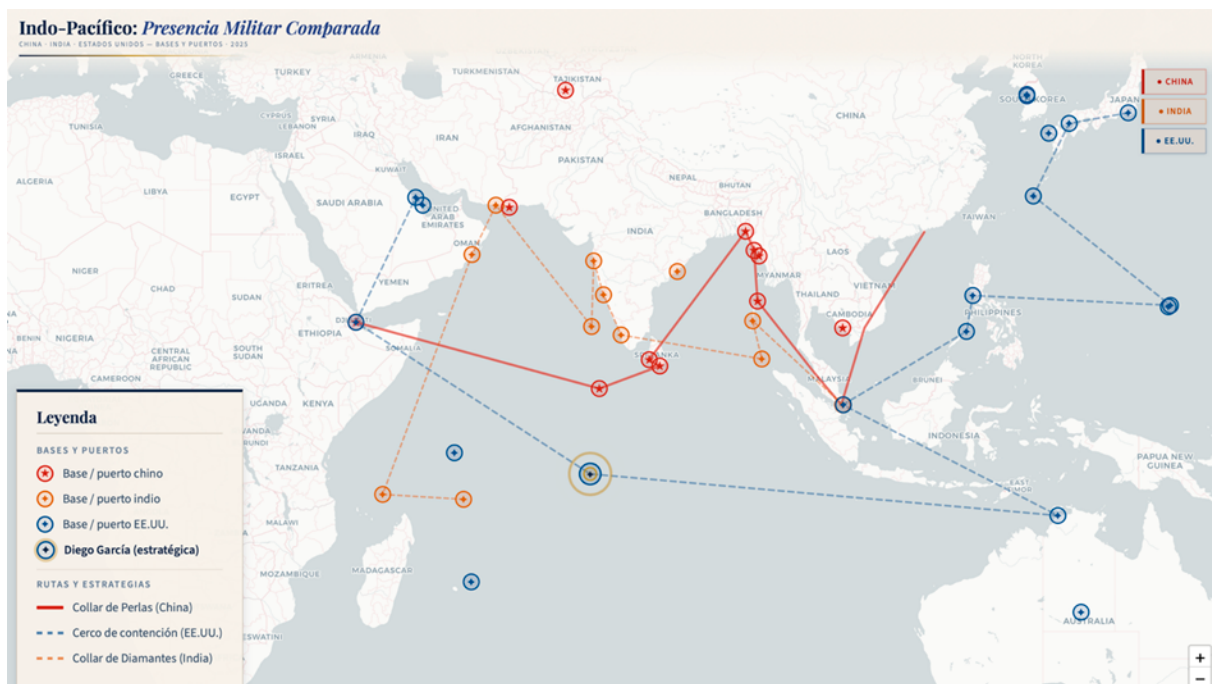 Indo-Pacífico: Presencia Militar Comparada
CHINA · INDIA · ESTADOS UNIDOS — BASES Y PUERTOS · 2025
CHINA
INDIA
EE.UU.
NORTH KOREA
SOUTH KOREA
JAPAN
ARMENIA
GREECE
TURKEY
TURKMENISTAN
TAJIKISTAN
CHINA
CYPRUS
SYRIA
LEBANON
TUNISIA
IRAQ
IRAN
AFGHANISTAN
ISRAEL
PAKISTAN
KUWAIT
ALGERIA
LIBYA
EGYPT
NEPAL
BHUTAN
SAUDI ARABIA
UNITED ARAB EMIRATES
BANGLADESH
TAIWAN
INDIA
OMAN
LAOS
NIGER
CHAD
SUDAN
ERITREA
YEMEN
MYANMAR
THAILAND
VIETNAM
CAMBODIA
PHILIPPINES
BENIN
NIGERIA
ETHIOPIA
SOMALIA
CENTRAL AFRICAN REPUBLIC
SOUTH SUDAN
CAMEROON
MALAYSIA
BRUNEI
UGANDA
KENYA
INDONESIA
TANZANIA
PAPUA NEW GUINEA
EAST TIMOR
MALAWI
MOZAMBIQUE
MADAGASCAR
AUSTRALIA
Leyenda
BASES Y PUERTOS
Base / puerto chino
Base / puerto indio
Base / puerto EE.UU.
Diego García (estratégica)
RUTAS Y ESTRATEGIAS
Collar de Perlas (China)
Cerco de contención (EE.UU.)
Collar de Diamantes (India)
+
−